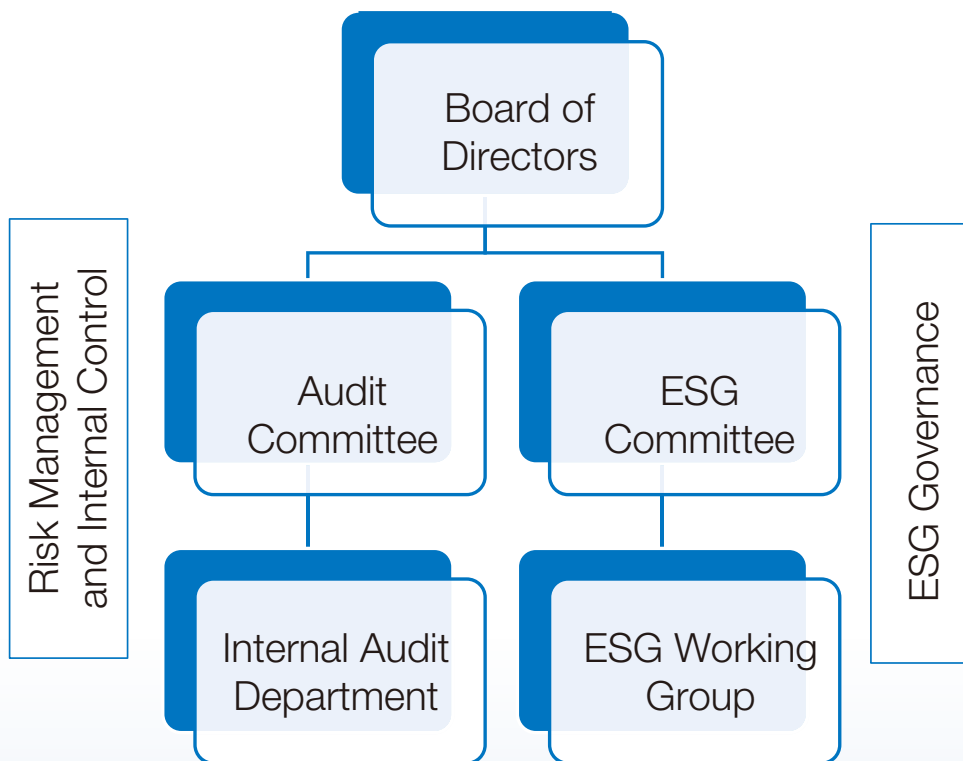 Board of
Directors
Risk Management
and Internal Control
Audit
Committee
ESG
Committee
ESG Governance
Internal Audit
Department
ESG Working
Group